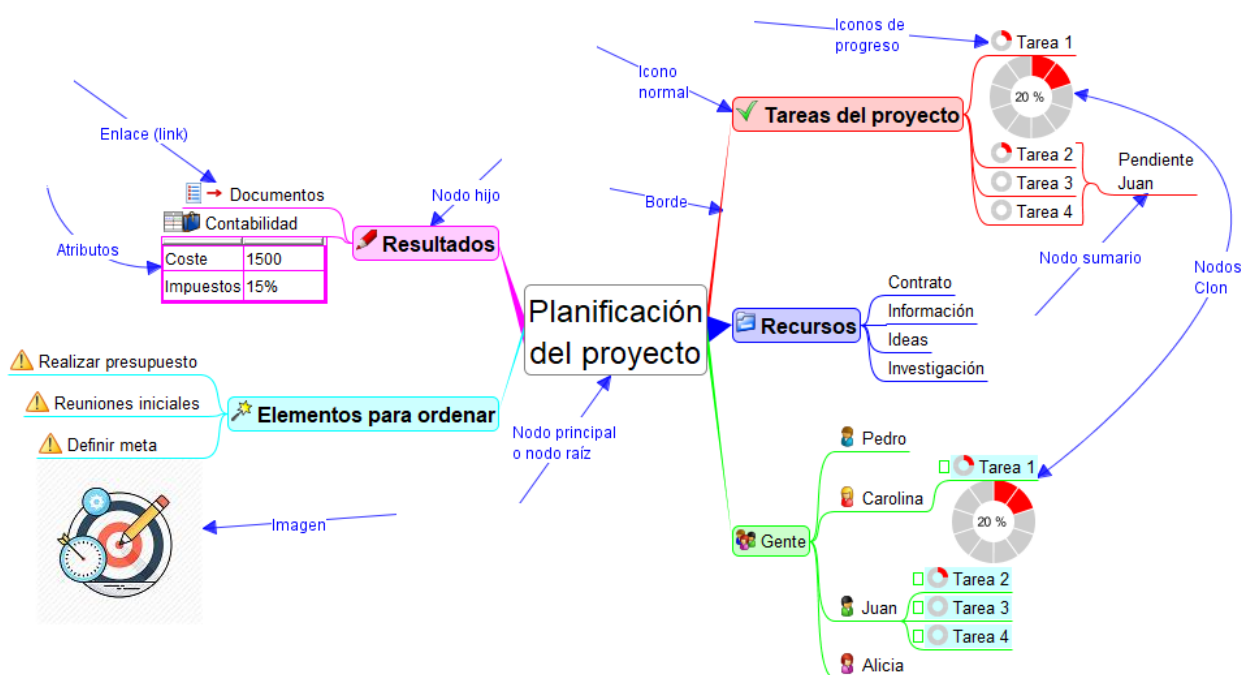 Iconos de
progreso
Tarea 1
20 %
Icono
normal
Tareas del proyecto
Tarea 2
Tarea 3
Tarea 4
Pendiente
Juan
Nodo sumario
Nodos
Clon
Borde
Enlace (link)
Documentos
Nodo hijo
Contabilidad
Atributos
Coste 1500
Impuestos 15%
Resultados
Planificación
del proyecto
Recursos
Contrato
Información
Ideas
Investigación
Realizar presupuesto
Reuniones iniciales
Definir meta
Elementos para ordenar
Nodo principal
o nodo raíz
Imagen
Gente
Pedro
Carolina
Tarea 1
20 %
Juan
Tarea 2
Tarea 3
Tarea 4
Alicia